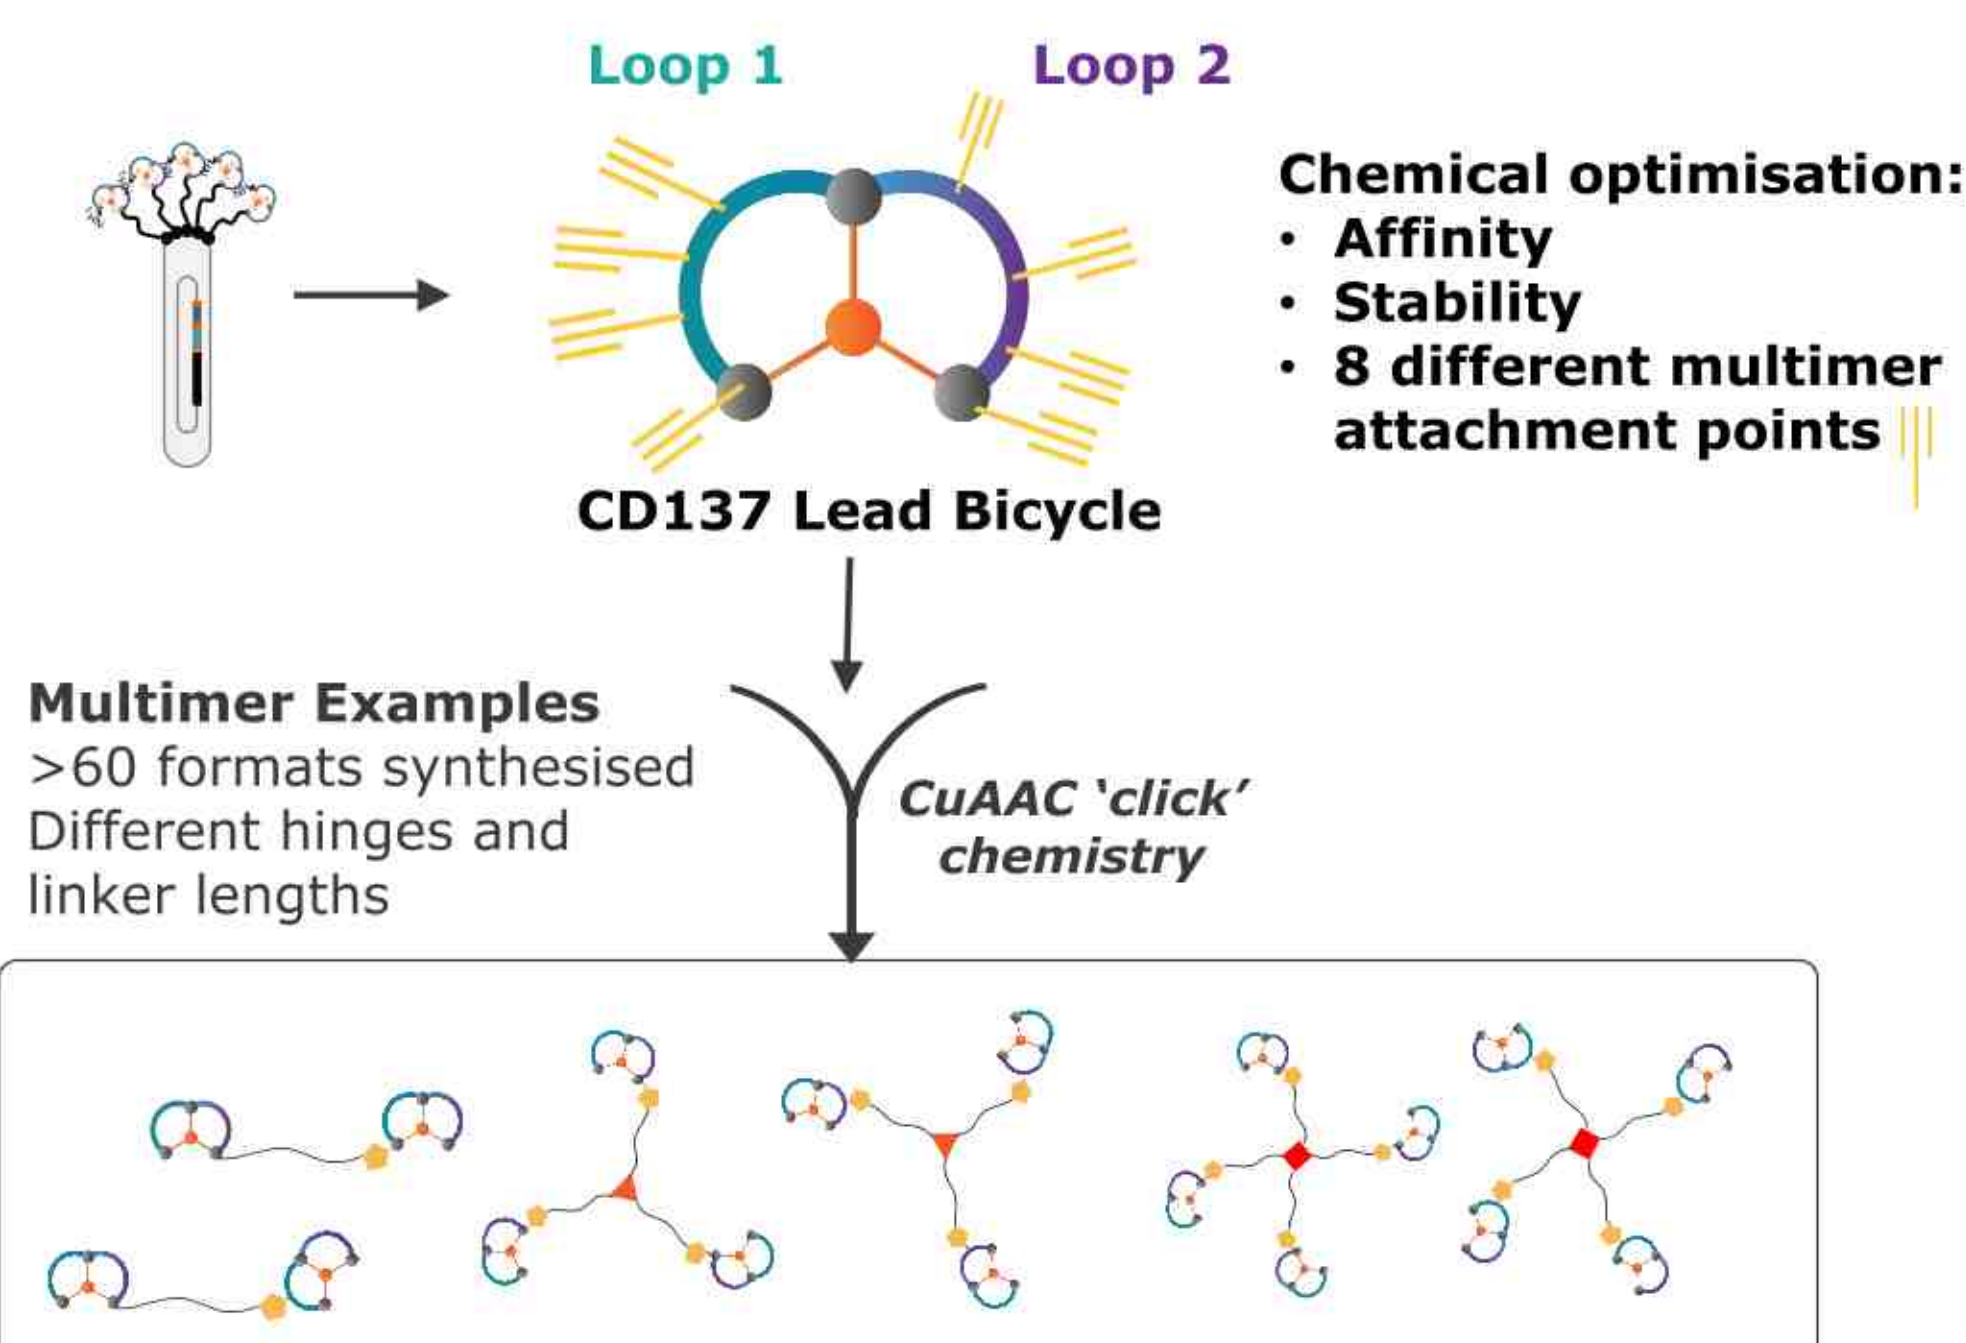 Loop 1
Loop 2
Chemical optimisation:
• Affinity
• Stability
• 8 different multimer
attachment points
CD137 Lead Bicycle
Multimer Examples
>60 formats synthesised
Different hinges and
linker lengths
CuAAC ‘click’
chemistry